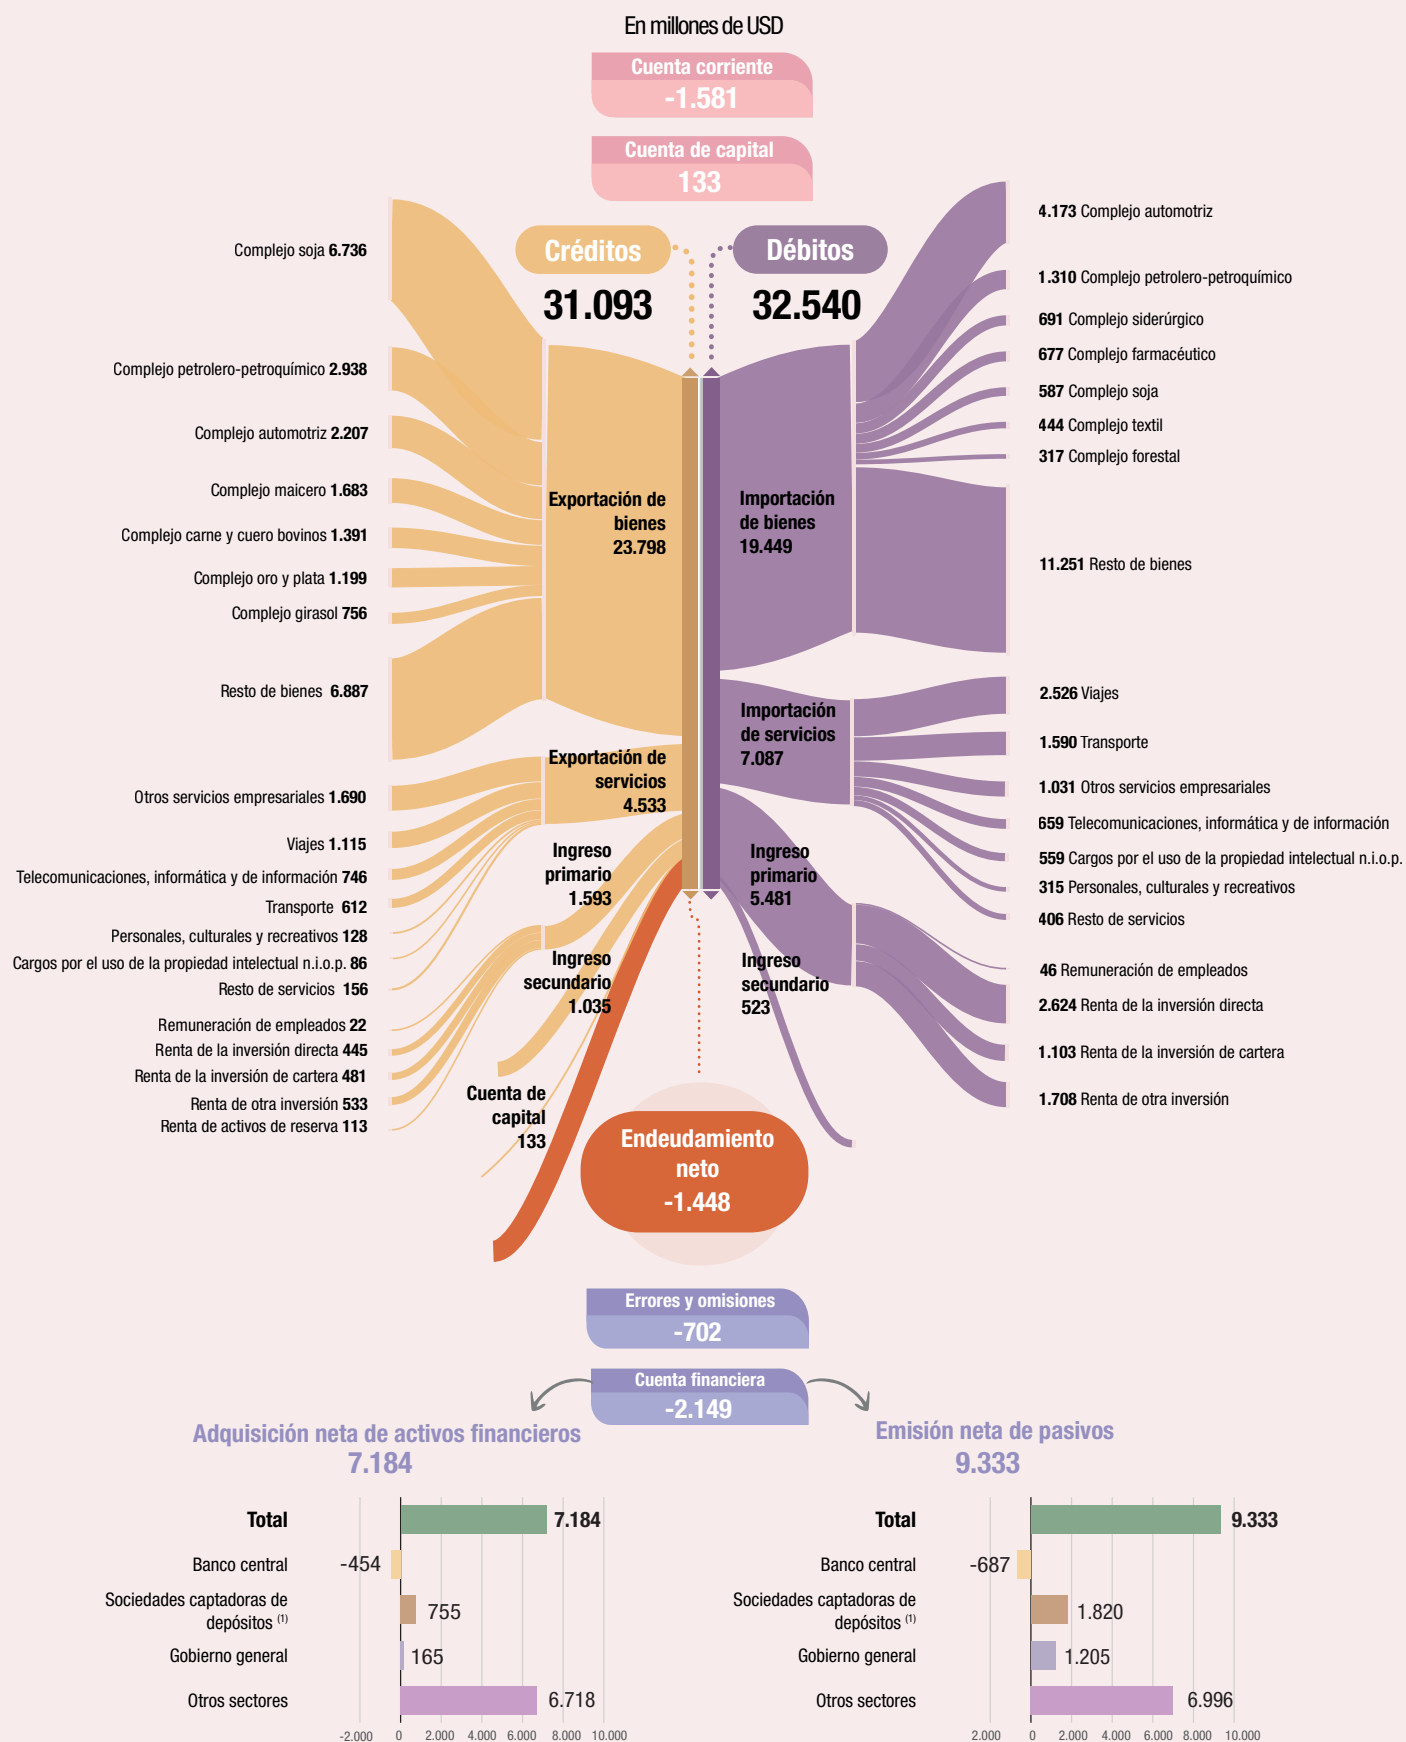 En millones de USD
Cuenta corriente
-1.581
Cuenta de capital
133
Créditos
31.093
Débitos
32.540
Complejo soja 6.736
Complejo petrolero-petroquímico 2.938
Complejo automotriz 2.207
Complejo maicero 1.683
Complejo carne y cuero bovinos 1.391
Complejo oro y plata 1.199
Complejo girasol 756
Resto de bienes 6.887
Exportación de
bienes
23.798
Otros servicios empresariales 1.690
Viajes 1.115
Telecomunicaciones, informática y de información 746
Transporte 612
Personales, culturales y recreativos 128
Cargos por el uso de la propiedad intelectual n.i.o.p. 86
Resto de servicios 156
Exportación de
servicios
4.533
Remuneración de empleados 22
Renta de la inversión directa 445
Renta de la inversión de cartera 481
Renta de otra inversión 533
Renta de activos de reserva 113
Ingreso
primario
1.593
Ingreso
secundario
1.035
Cuenta de
capital
133
Importación
de bienes
19.449
4.173 Complejo automotriz
1.310 Complejo petrolero-petroquímico
691 Complejo siderúrgico
677 Complejo farmacéutico
587 Complejo soja
444 Complejo textil
317 Complejo forestal
11.251 Resto de bienes
Importación
de servicios
7.087
2.526 Viajes
1.590 Transporte
1.031 Otros servicios empresariales
659 Telecomunicaciones, informática y de información
559 Cargos por el uso de la propiedad intelectual n.i.o.p.
315 Personales, culturales y recreativos
406 Resto de servicios
Ingreso
primario
5.481
46 Remuneración de empleados
2.624 Renta de la inversión directa
1.103 Renta de la inversión de cartera
1.708 Renta de otra inversión
Ingreso
secundario
523
Endeudamiento
neto
-1.448
Errores y omisiones
-702
Cuenta financiera
-2.149
Adquisición neta de activos financieros
7.184
Total 7.184
Banco central -454
Sociedades captadoras de
depósitos (1) 755
Gobierno general 165
Otros sectores 6.718
-2.000 0 2.000 4.000 6.000 8.000 10.000
Emisión neta de pasivos
9.333
Total 9.333
Banco central -687
Sociedades captadoras de
depósitos (1) 1.820
Gobierno general 1.205
Otros sectores 6.996
2.000 0 2.000 4.000 6.000 8.000 10.000